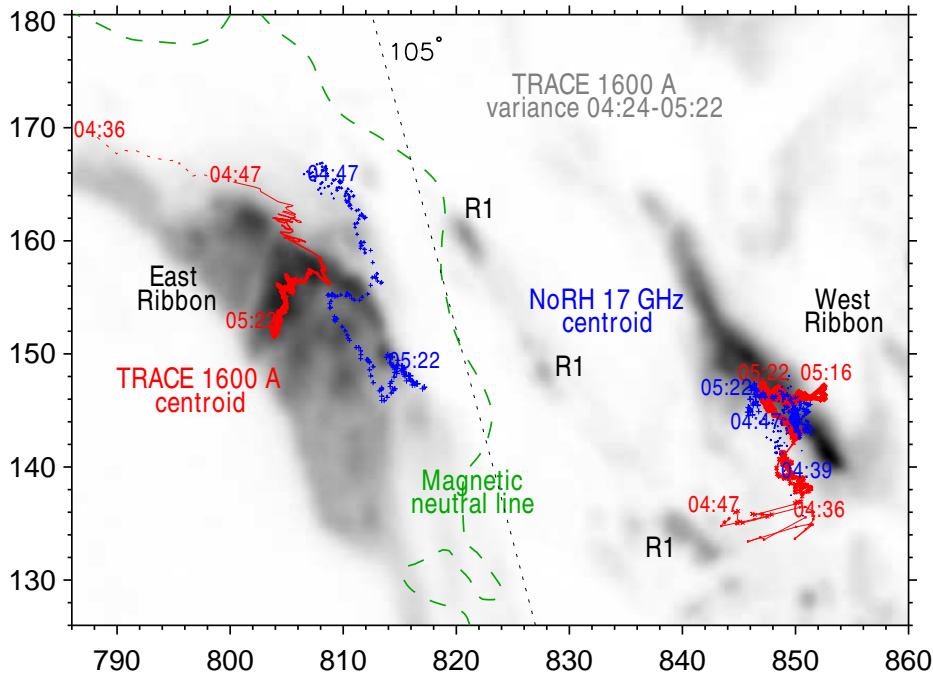 180
105°
TRACE 1600 A
variance 04:24-05:22
170
04:36
04:47
04:47
R1
160
East
Ribbon
NoRH 17 GHz
centroid
West
Ribbon
05:22
150
05:22
R1
TRACE 1600 A
centroid
05:22
05:16
05:22
04:47
140
04:39
Magnetic
neutral line
04:47
04:36
R1
130
790
800
810
820
830
840
850
860